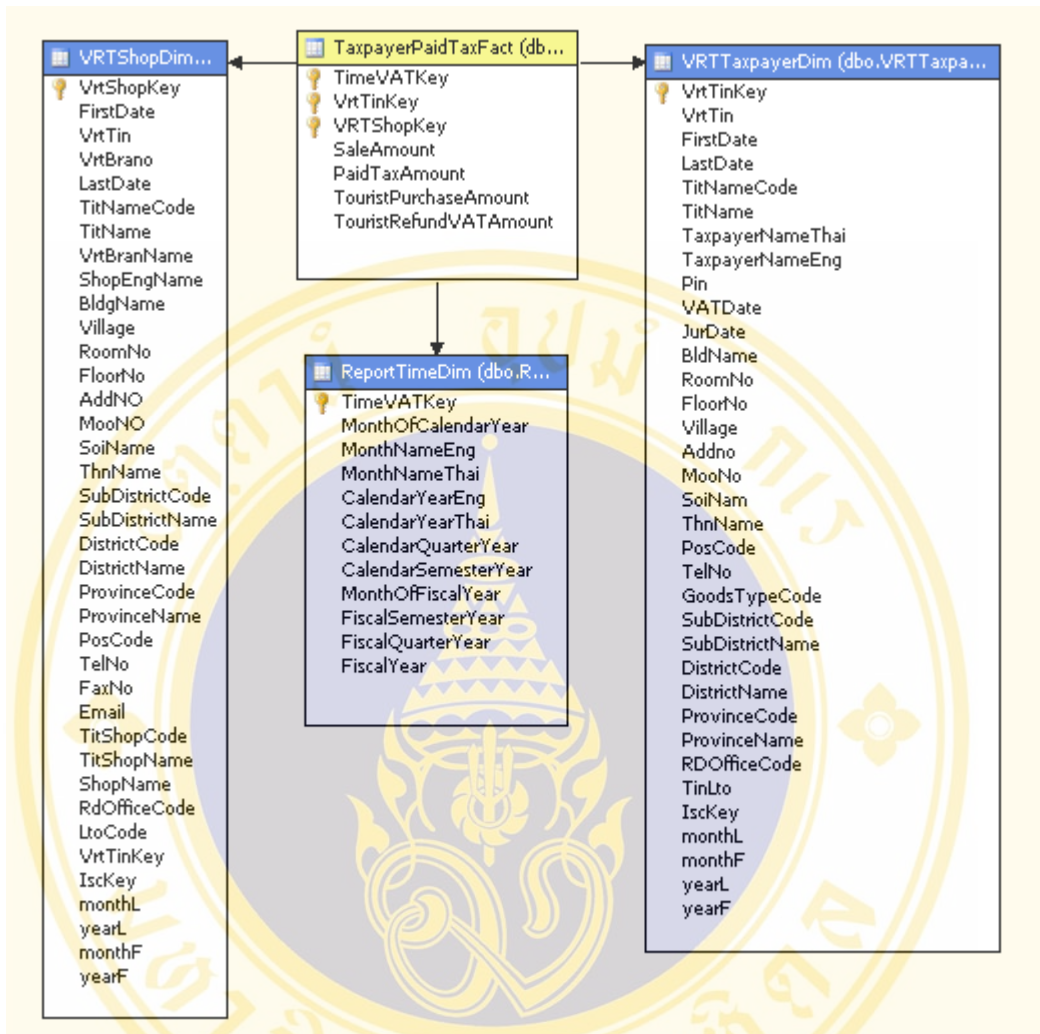 VRTShopDim...
VrtShopKey
FirstDate
VrtTin
VrtBrano
LastDate
TitNameCode
TitName
VrtBranName
ShopEngName
BldgName
Village
RoomNo
FloorNo
AddNO
MooNO
SoiName
ThnName
SubDistrictCode
SubDistrictName
DistrictCode
DistrictName
ProvinceCode
ProvinceName
PosCode
TelNo
FaxNo
Email
TitShopCode
TitShopName
ShopName
RdOfficeCode
LtoCode
VrtTinKey
IscKey
monthL
yearL
monthF
yearF
TaxpayerPaidTaxFact (db...
TimeVATKey
VrtTinKey
VRTShopKey
SaleAmount
PaidTaxAmount
TouristPurchaseAmount
TouristRefundVATAmount
ReportTimeDim (dbo.R...
TimeVATKey
MonthOfCalendarYear
MonthNameEng
MonthNameThai
CalendarYearEng
CalendarYearThai
CalendarQuarterYear
CalendarSemesterYear
MonthOfFiscalYear
FiscalSemesterYear
FiscalQuarterYear
FiscalYear
VRTTaxpayerDim (dbo.VRTTaxpa...
VrtTinKey
VrtTin
FirstDate
LastDate
TitNameCode
TitName
TaxpayerNameThai
TaxpayerNameEng
Pin
VATDate
JurDate
BldName
RoomNo
FloorNo
Village
Addno
MooNo
SoiNam
ThnName
PosCode
TelNo
GoodsTypeCode
SubDistrictCode
SubDistrictName
DistrictCode
DistrictName
ProvinceCode
ProvinceName
RDOfficeCode
TinLto
IscKey
monthL
monthF
yearL
yearF